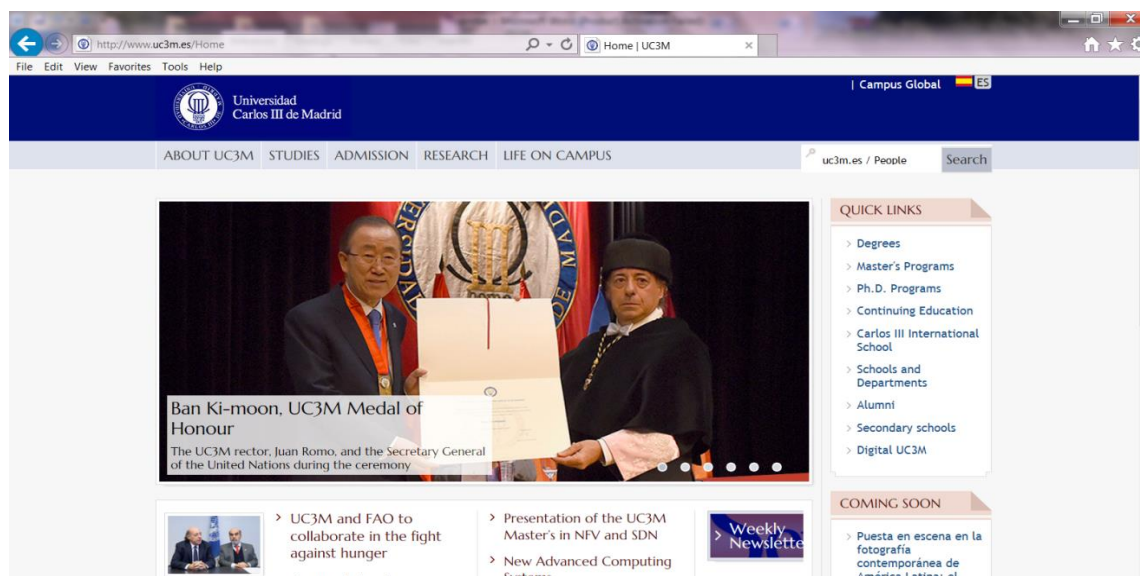 http://www.uc3m.es/Home
Home | UC3M
File Edit View Favorites Tools Help
Universidad
Carlos III de Madrid
| Campus Global ES
ABOUT UC3M STUDIES ADMISSION RESEARCH LIFE ON CAMPUS
uc3m.es / People Search
Ban Ki-moon, UC3M Medal of
Honour
The UC3M rector, Juan Romo, and the Secretary General
of the United Nations during the ceremony
QUICK LINKS
Degrees
Master's Programs
Ph.D. Programs
Continuing Education
Carlos III International
School
Schools and
Departments
Alumni
Secondary schools
Digital UC3M
UC3M and FAO to
collaborate in the fight
against hunger
Presentation of the UC3M
Master's in NFV and SDN
New Advanced Computing
Weekly
Newslette
COMING SOON
Puesta en escena en la
fotografía
contemporánea de